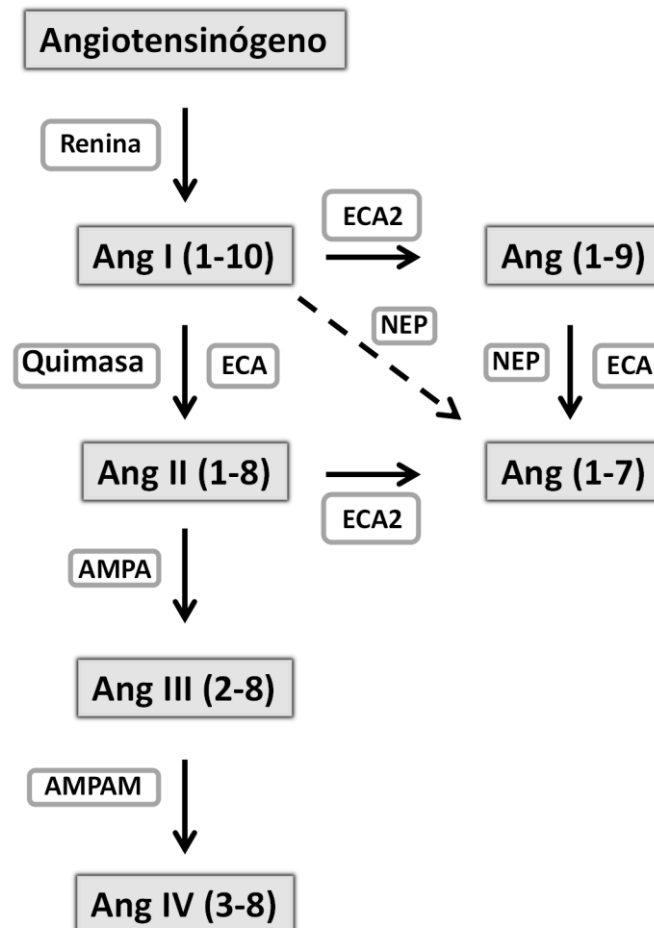 Angiotensinógeno
Renina
ECA2
Ang I (1-10)
Ang (1-9)
NEP
Quimasa
ECA
NEP
ECA
Ang II (1-8)
Ang (1-7)
ECA2
AMPA
Ang III (2-8)
AMPAM
Ang IV (3-8)